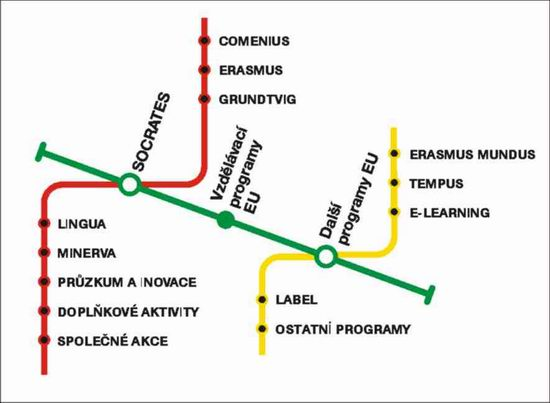 COMENIUS
ERASMUS
GRUNDTVIG
SOCRATES
Vzdělávací
programy
EU
Další
programy EU
ERASMUS MUNDUS
TEMPUS
E-LEARNING
LINGUA
MINERVA
PRŮZKUM A INOVACE
DOPLŇKOVÉ AKTIVITY
SPOLEČNÉ AKCE
LABEL
OSTATNÍ PROGRAMY